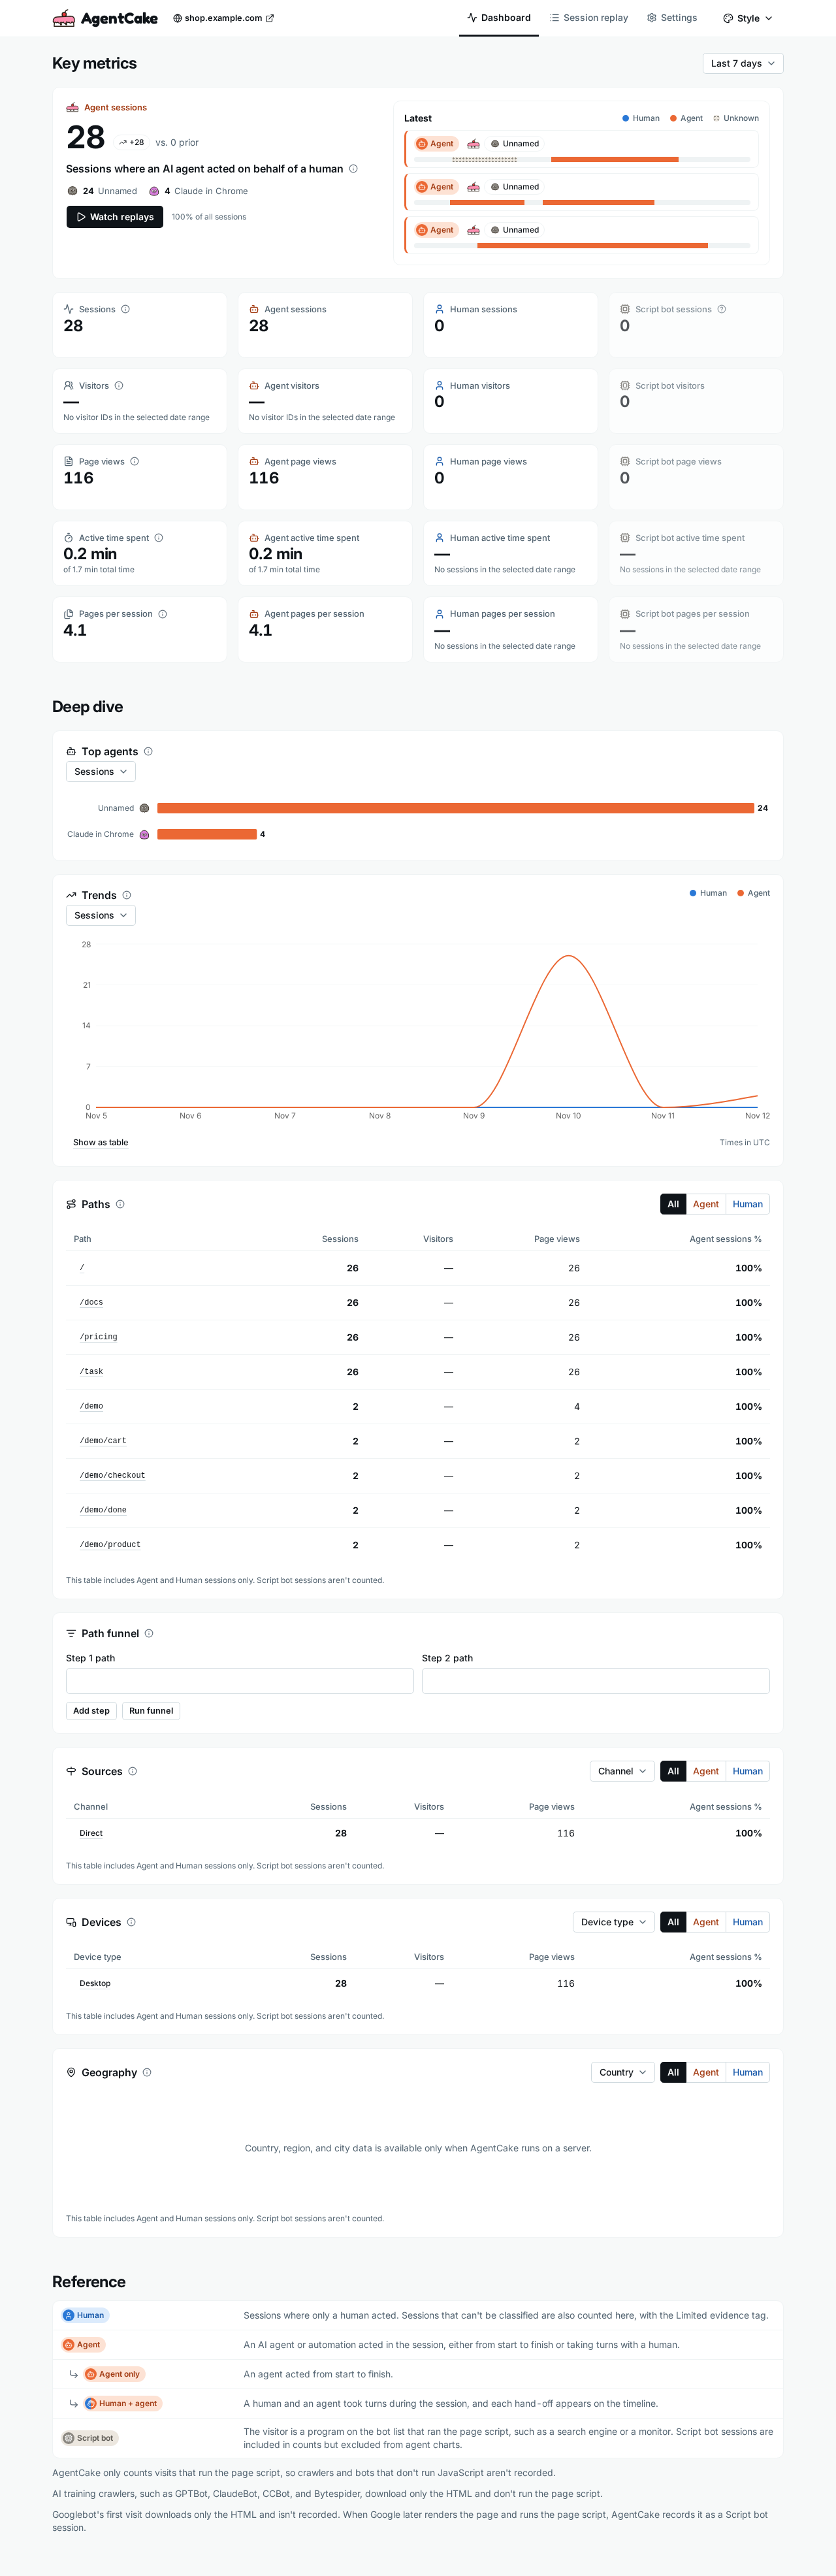 AgentCake
shop.example.com
Dashboard
Session replay
Settings
Style
Key metrics
Last 7 days
Agent sessions
28
+28
vs. 0 prior
Sessions where an AI agent acted on behalf of a human
24 Unnamed
4 Claude in Chrome
Watch replays
100% of all sessions
Latest
Human
Agent
Unknown
Agent
Unnamed
Agent
Unnamed
Agent
Unnamed
Sessions
28
Agent sessions
28
Human sessions
0
Script bot sessions
0
Visitors
—
No visitor IDs in the selected date range
Agent visitors
—
No visitor IDs in the selected date range
Human visitors
0
Script bot visitors
0
Page views
116
Agent page views
116
Human page views
0
Script bot page views
0
Active time spent
0.2 min
of 1.7 min total time
Agent active time spent
0.2 min
of 1.7 min total time
Human active time spent
—
No sessions in the selected date range
Script bot active time spent
—
No sessions in the selected date range
Pages per session
4.1
Agent pages per session
4.1
Human pages per session
—
No sessions in the selected date range
Script bot pages per session
—
No sessions in the selected date range
Deep dive
Top agents
Sessions
Unnamed
24
Claude in Chrome
4
Trends
Human
Agent
Sessions
28
21
14
7
0
Nov 5
Nov 6
Nov 7
Nov 8
Nov 9
Nov 10
Nov 11
Nov 12
Show as table
Times in UTC
Paths
All
Agent
Human
Path Sessions Visitors Page views Agent sessions %
/ 26 — 26 100%
/docs 26 — 26 100%
/pricing 26 — 26 100%
/task 26 — 26 100%
/demo 2 — 4 100%
/demo/cart 2 — 2 100%
/demo/checkout 2 — 2 100%
/demo/done 2 — 2 100%
/demo/product 2 — 2 100%
This table includes Agent and Human sessions only. Script bot sessions aren't counted.
Path funnel
Step 1 path
Step 2 path
Add step
Run funnel
Sources
Channel
All
Agent
Human
Channel Sessions Visitors Page views Agent sessions %
Direct 28 — 116 100%
This table includes Agent and Human sessions only. Script bot sessions aren't counted.
Devices
Device type
All
Agent
Human
Device type Sessions Visitors Page views Agent sessions %
Desktop 28 — 116 100%
This table includes Agent and Human sessions only. Script bot sessions aren't counted.
Geography
Country
All
Agent
Human
Country, region, and city data is available only when AgentCake runs on a server.
This table includes Agent and Human sessions only. Script bot sessions aren't counted.
Reference
Human
Sessions where only a human acted. Sessions that can't be classified are also counted here, with the Limited evidence tag.
Agent
An AI agent or automation acted in the session, either from start to finish or taking turns with a human.
Agent only
An agent acted from start to finish.
Human + agent
A human and an agent took turns during the session, and each hand-off appears on the timeline.
Script bot
The visitor is a program on the bot list that ran the page script, such as a search engine or a monitor. Script bot sessions are
included in counts but excluded from agent charts.
AgentCake only counts visits that run the page script, so crawlers and bots that don't run JavaScript aren't recorded.
AI training crawlers, such as GPTBot, ClaudeBot, CCBot, and Bytespider, download only the HTML and don't run the page script.
Googlebot's first visit downloads only the HTML and isn't recorded. When Google later renders the page and runs the page script, AgentCake records it as a Script bot
session.